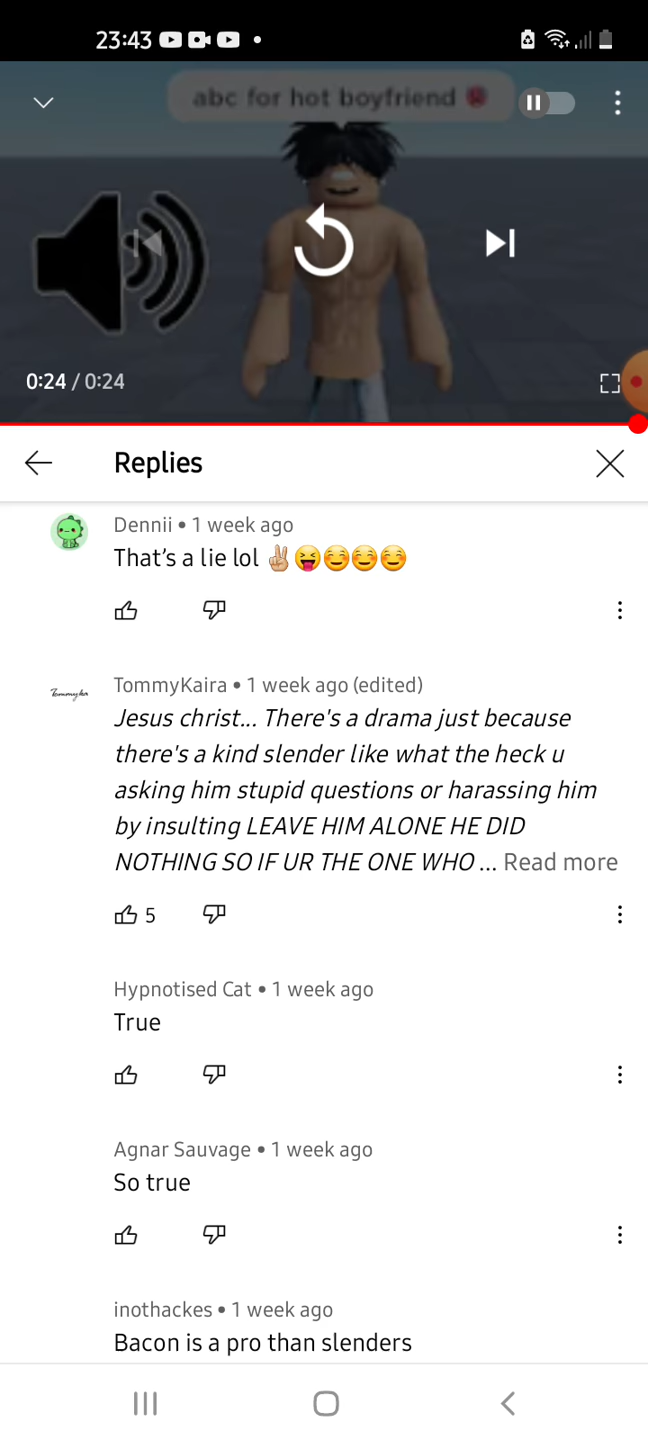 23:43
abc for hot boyfriend
0:24 / 0:24
Replies
Dennii • 1 week ago
That's a lie lol ✌🏼😝☺️☺️☺️
Tommyka
TommyKaira • 1 week ago (edited)
Jesus christ... There's a drama just because
there's a kind slender like what the heck u
asking him stupid questions or harassing him
by insulting LEAVE HIM ALONE HE DID
NOTHING SO IF UR THE ONE WHO ... Read more
5
Hypnotised Cat • 1 week ago
True
Agnar Sauvage • 1 week ago
So true
inothackes • 1 week ago
Bacon is a pro than slenders